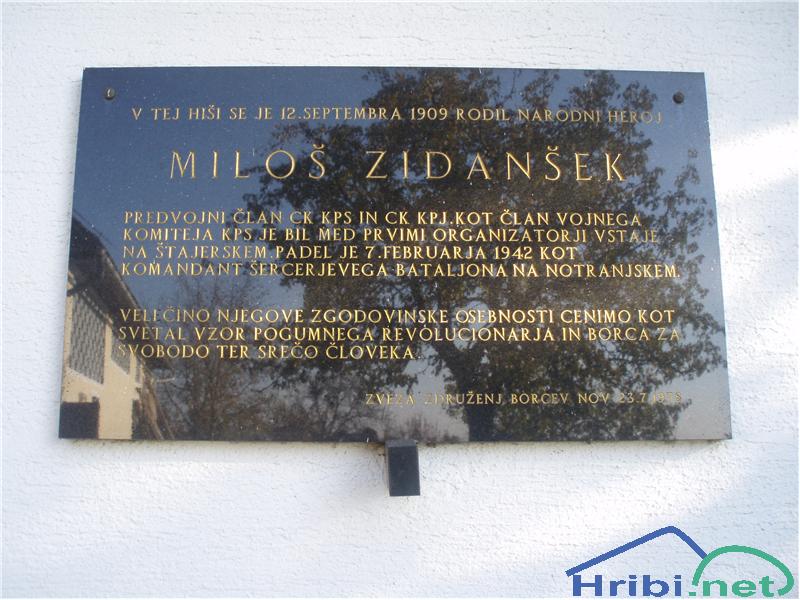 V TEJ HIŠI SE JE 12. SEPTEMBRA 1909 RODIL NARODNI HEROJ
MILOŠ ZIDANŠEK
PREDVOJNI ČLAN CK KPS IN CK KPJ. KOT ČLAN VOJNEGA
KOMITEJA KPS JE BIL MED PRVIMI ORGANIZATORJI VSTAJE
NA ŠTAJERSKEM. PADEL JE 7. FEBRUARJA 1942 KOT
KOMANDANT ŠERCERJEVEGA BATALJONA NA NOTRANJSKEM.
VELIČINO NJEGOVE ZGODOVINSKE OSEBNOSTI CENIMO KOT
SVETAL VZOR POGUMNEGA REVOLUCIONARJA IN BORCA ZA
SVOBODO TER SREČO ČLOVEKA.
ZVEZA ZDRUŽENJ BORCEV NOV
Hribi.net